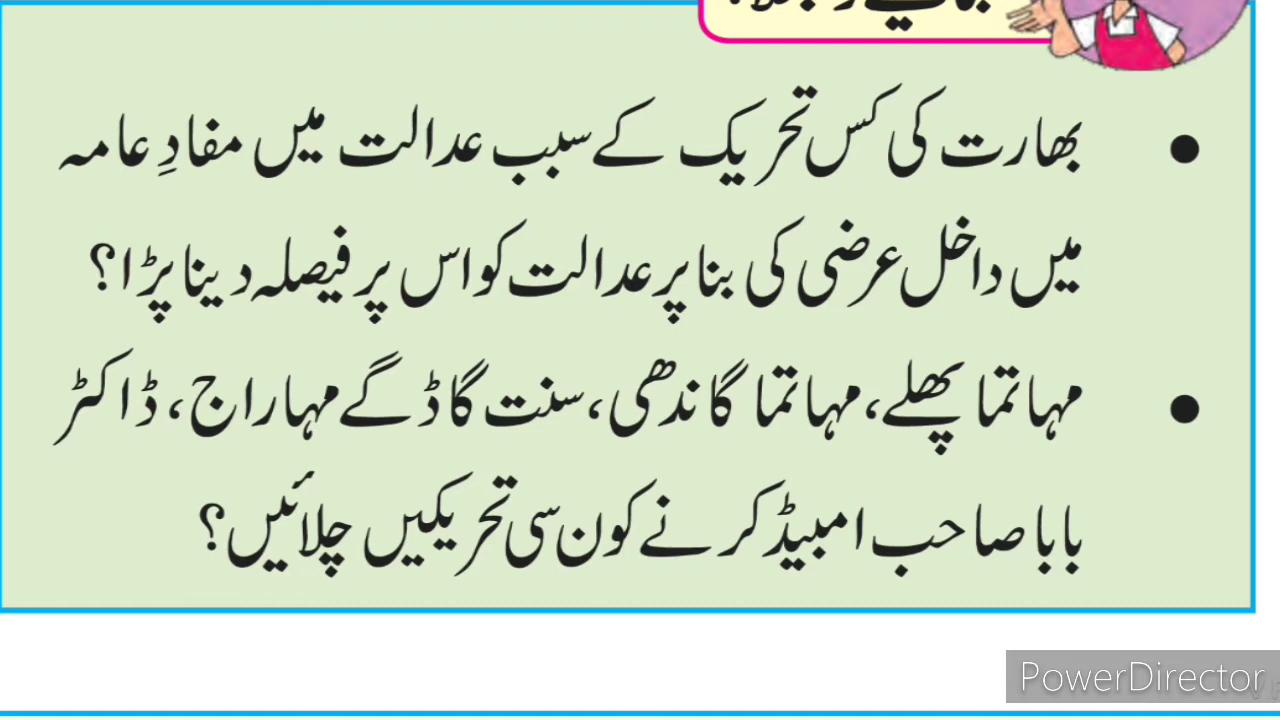 بھارت کی کس تحریک کے سبب عدالت میں مفادِ عامہ
میں داخل عرضی کی بنا پر عدالت کو اس پر فیصلہ دینا پڑا؟
مہاتما پھلے، مہاتما گاندھی، سنت گاڈگے مہاراج، ڈاکٹر
بابا صاحب امبیڈکر نے کون سی تحریکیں چلائیں؟
PowerDirector